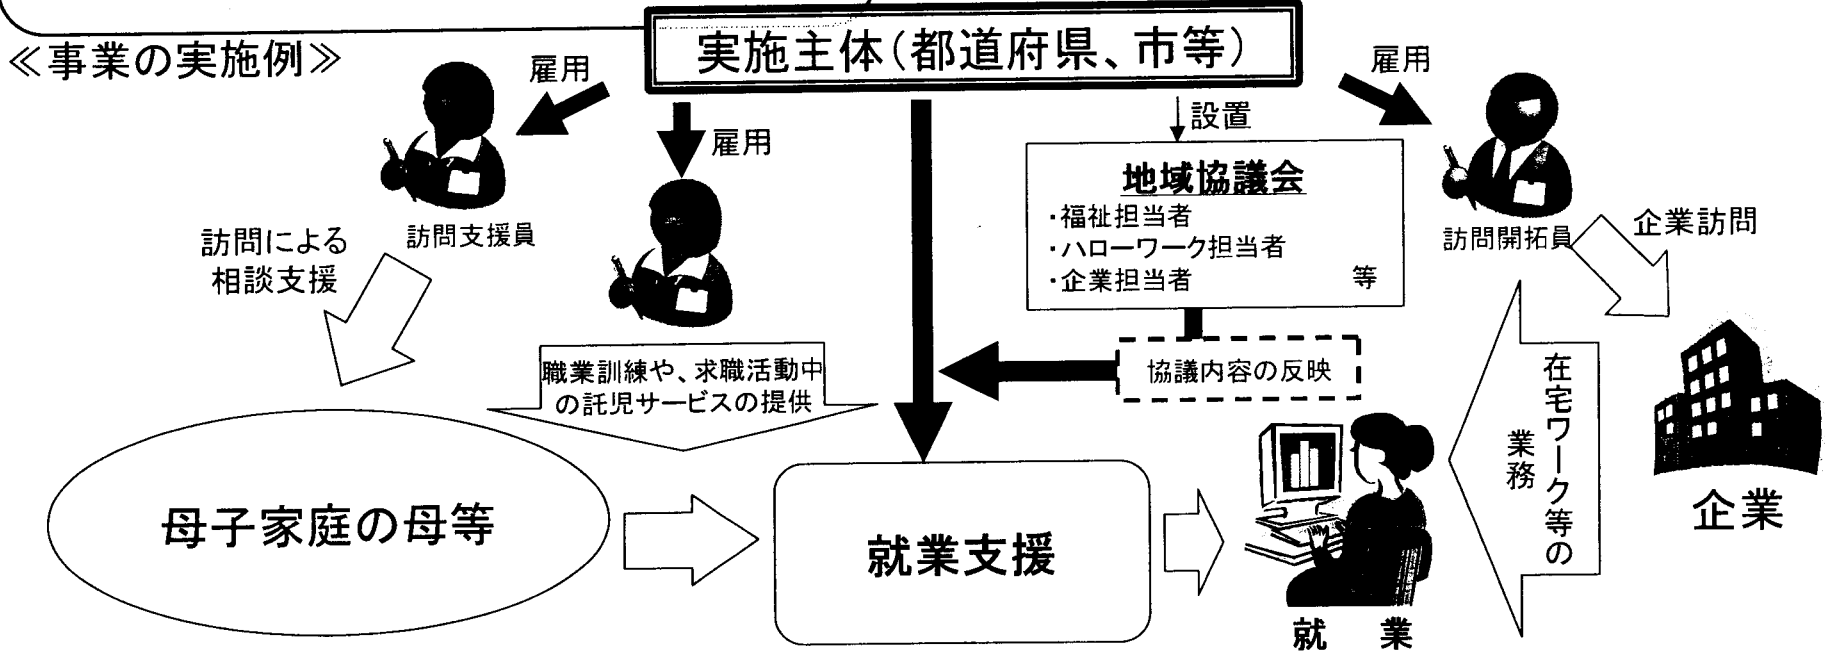 ≪事業の実施例≫
実施主体(都道府県、市等)
雇用
雇用
設置
雇用
地域協議会
・福祉担当者
・ハローワーク担当者
・企業担当者 等
訪問支援員
訪問による
相談支援
訪問開拓員
企業訪問
職業訓練や、求職活動中
の託児サービスの提供
協議内容の反映
在宅ワーク等の
業務
企業
母子家庭の母等
就業支援
就 業